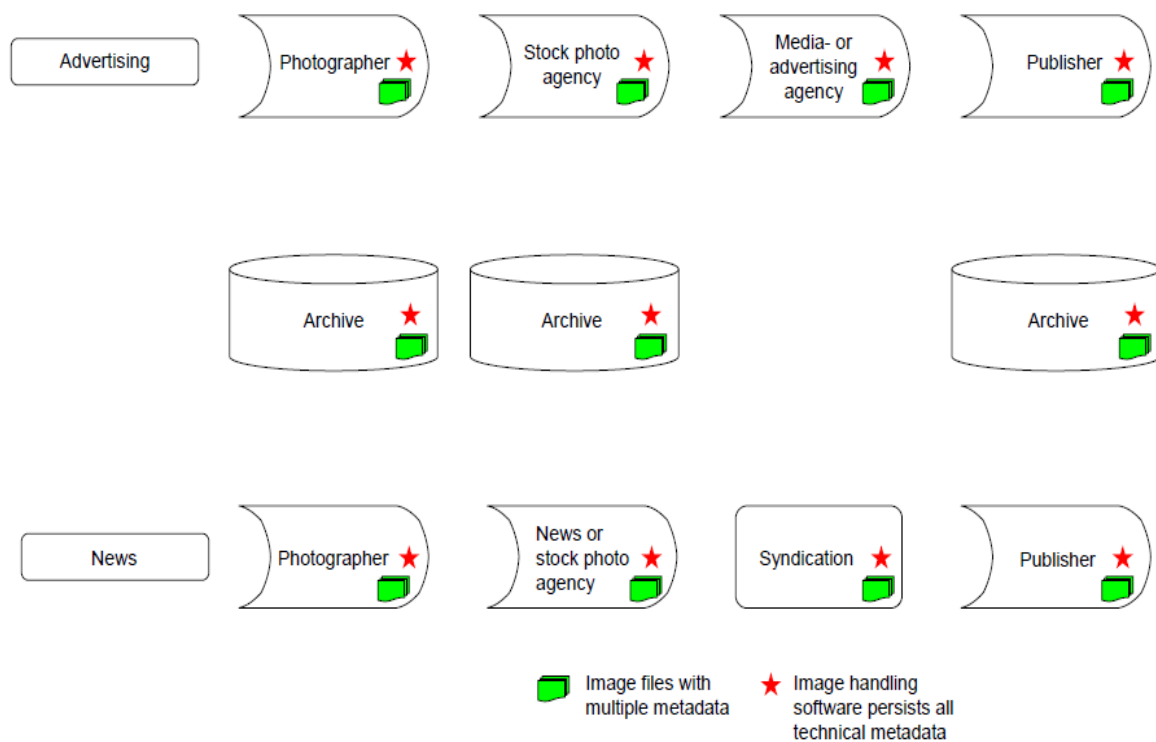 Advertising
Photographer
Stock photo
agency
Media- or
advertising
agency
Publisher
Archive
Archive
Archive
News
Photographer
News or
stock photo
agency
Syndication
Publisher
Image files with
multiple metadata
Image handling
software persists all
technical metadata